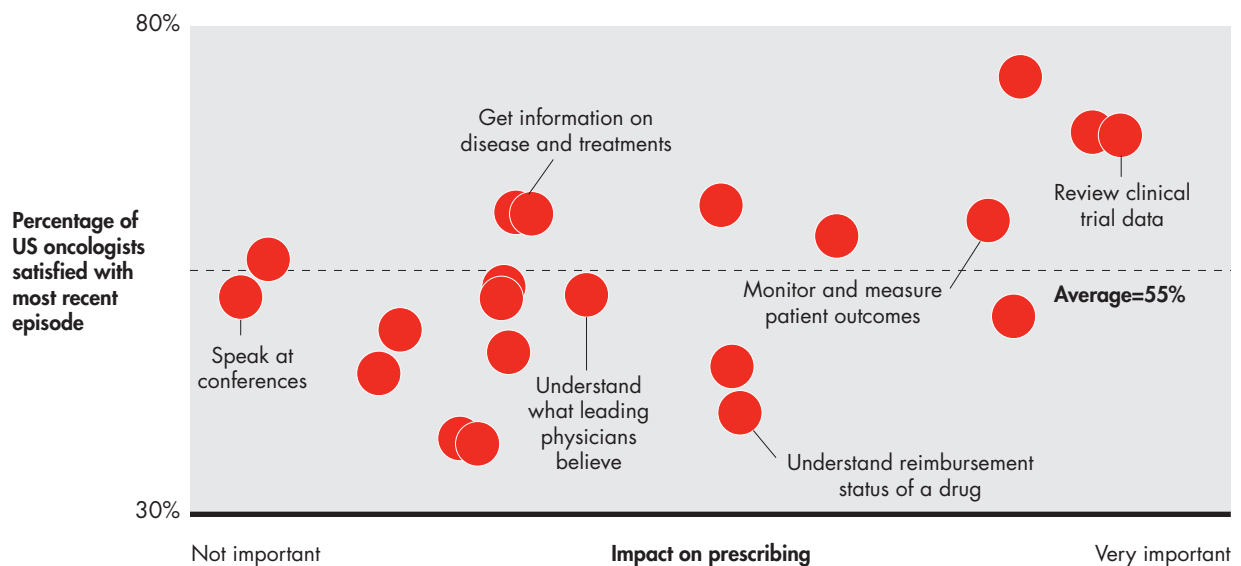 80%
Get information on
disease and treatments
Review clinical
trial data
Percentage of
US oncologists
satisfied with
most recent
episode
Monitor and measure
patient outcomes
Average=55%
Speak at
conferences
Understand
what leading
physicians
believe
Understand reimbursement
status of a drug
30%
Not important
Impact on prescribing
Very important